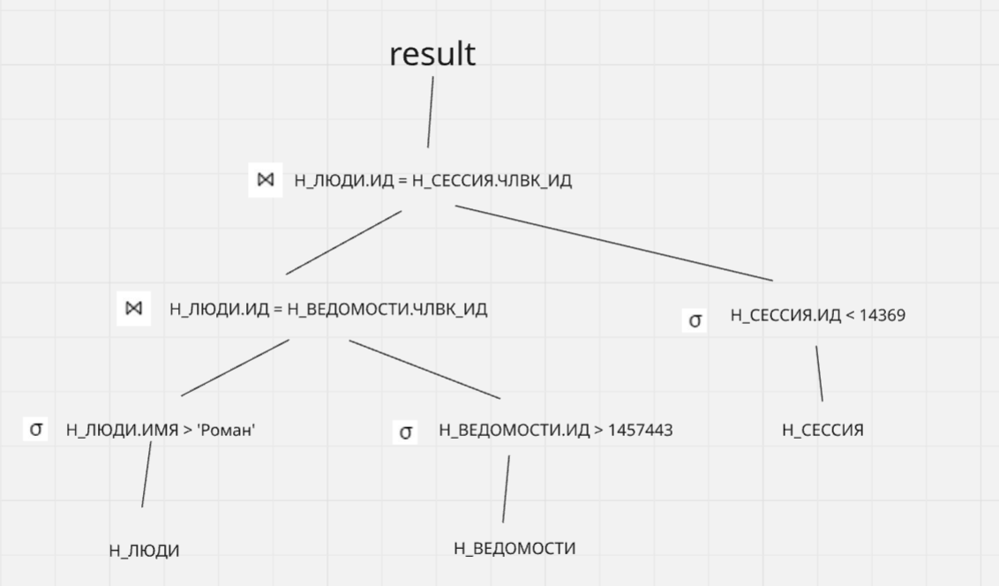 result
⋈ Н_ЛЮДИ.ИД = Н_СЕССИЯ.ЧЛВК_ИД
⋈ Н_ЛЮДИ.ИД = Н_ВЕДОМОСТИ.ЧЛВК_ИД
σ Н_СЕССИЯ.ИД < 14369
σ Н_ЛЮДИ.ИМЯ > 'Роман'
σ Н_ВЕДОМОСТИ.ИД > 1457443
Н_СЕССИЯ
Н_ЛЮДИ
Н_ВЕДОМОСТИ